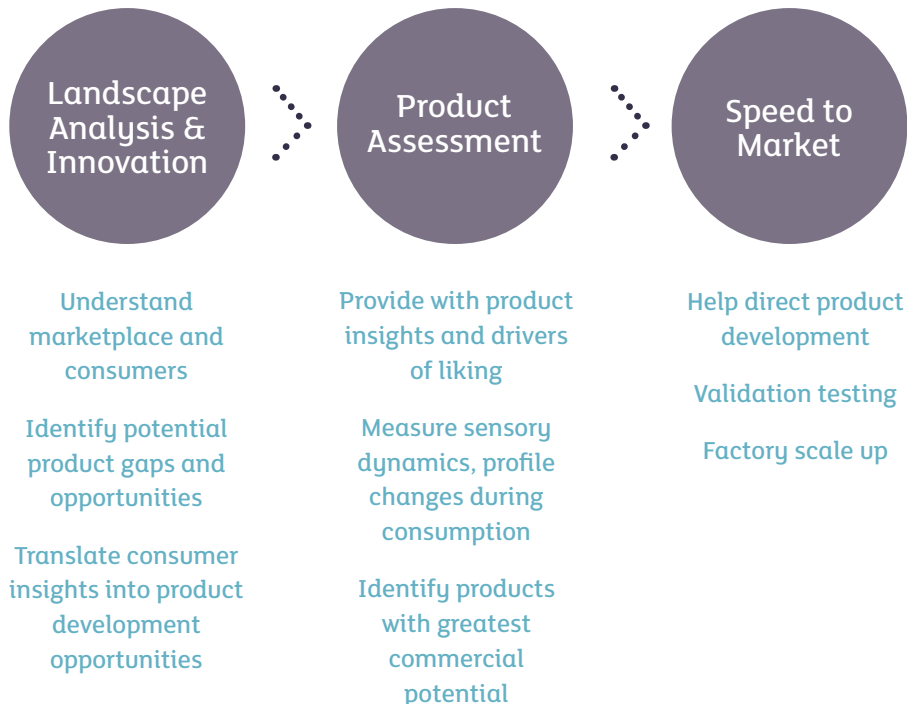 Landscape
Analysis &
Innovation
Product
Assessment
Speed to
Market
Understand
marketplace and
consumers
Identify potential
product gaps and
opportunities
Translate consumer
insights into product
development
opportunities
Provide with product
insights and drivers
of liking
Measure sensory
dynamics, profile
changes during
consumption
Identify products
with greatest
commercial
potential
Help direct product
development
Validation testing
Factory scale up